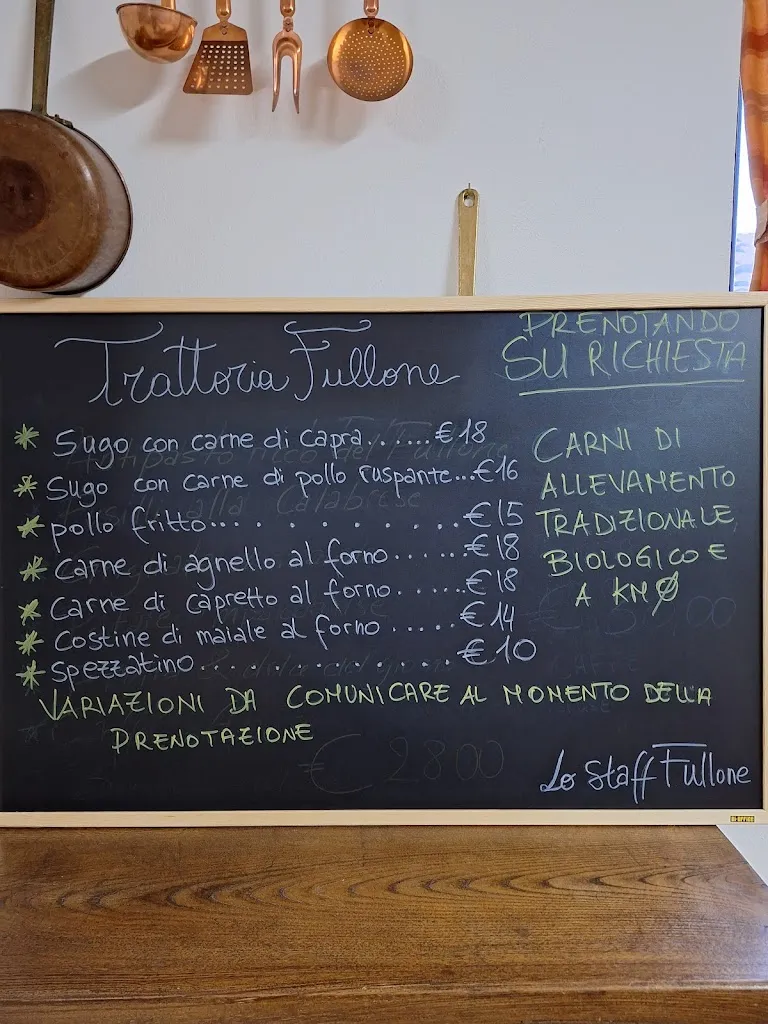 Trattoria Fullone
PRENOTANDO
SU RICHIESTA
* Sugo con carne di capra......€18
* Sugo con carne di pollo ruspante...€16
* pollo fritto... . . . . . . . .€15
* Carne di agnello al forno......€18
* Carne di capretto al forno.....€18
* Costine di maiale al forno.....€14
* spezzatino..............€10
CARNI DI
ALLEVAMENTO
TRADIZIONALE,
BIOLOGICO E
A KM Ø
VARIAZIONI DA COMUNICARE AL MOMENTO DELLA
PRENOTAZIONE
€ 2800
Lo Staff Fullone